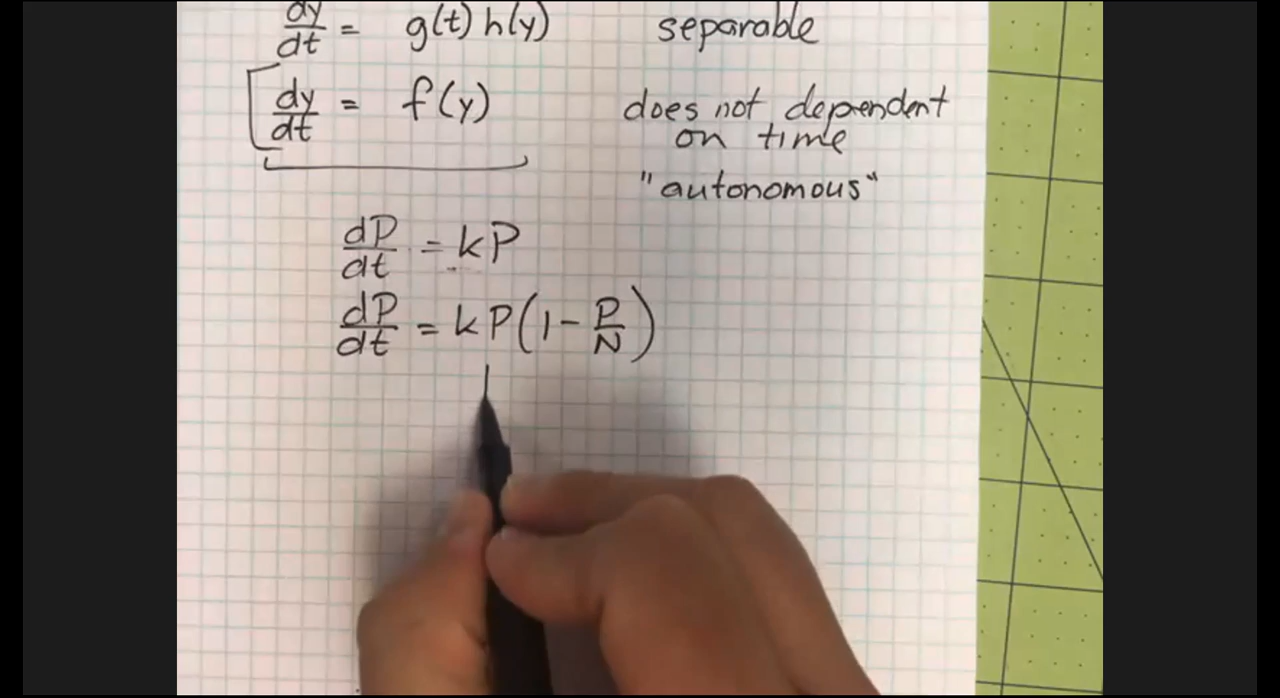 dy/dt = g(t) h(y) separable
dy/dt = f(y) does not dependent
on time
"autonomous"
dP/dt = kP
dP/dt = kP(1 - P/N)